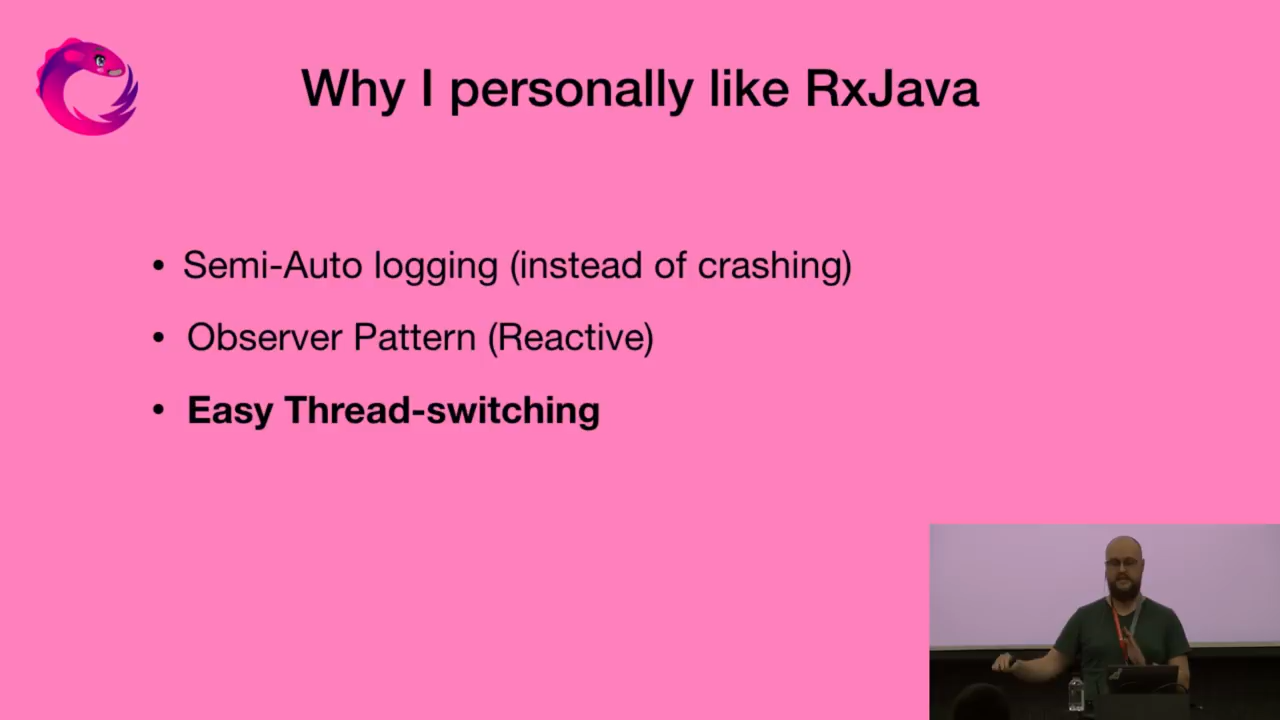 Why I personally like RxJava
• Semi-Auto logging (instead of crashing)
• Observer Pattern (Reactive)
• Easy Thread-switching